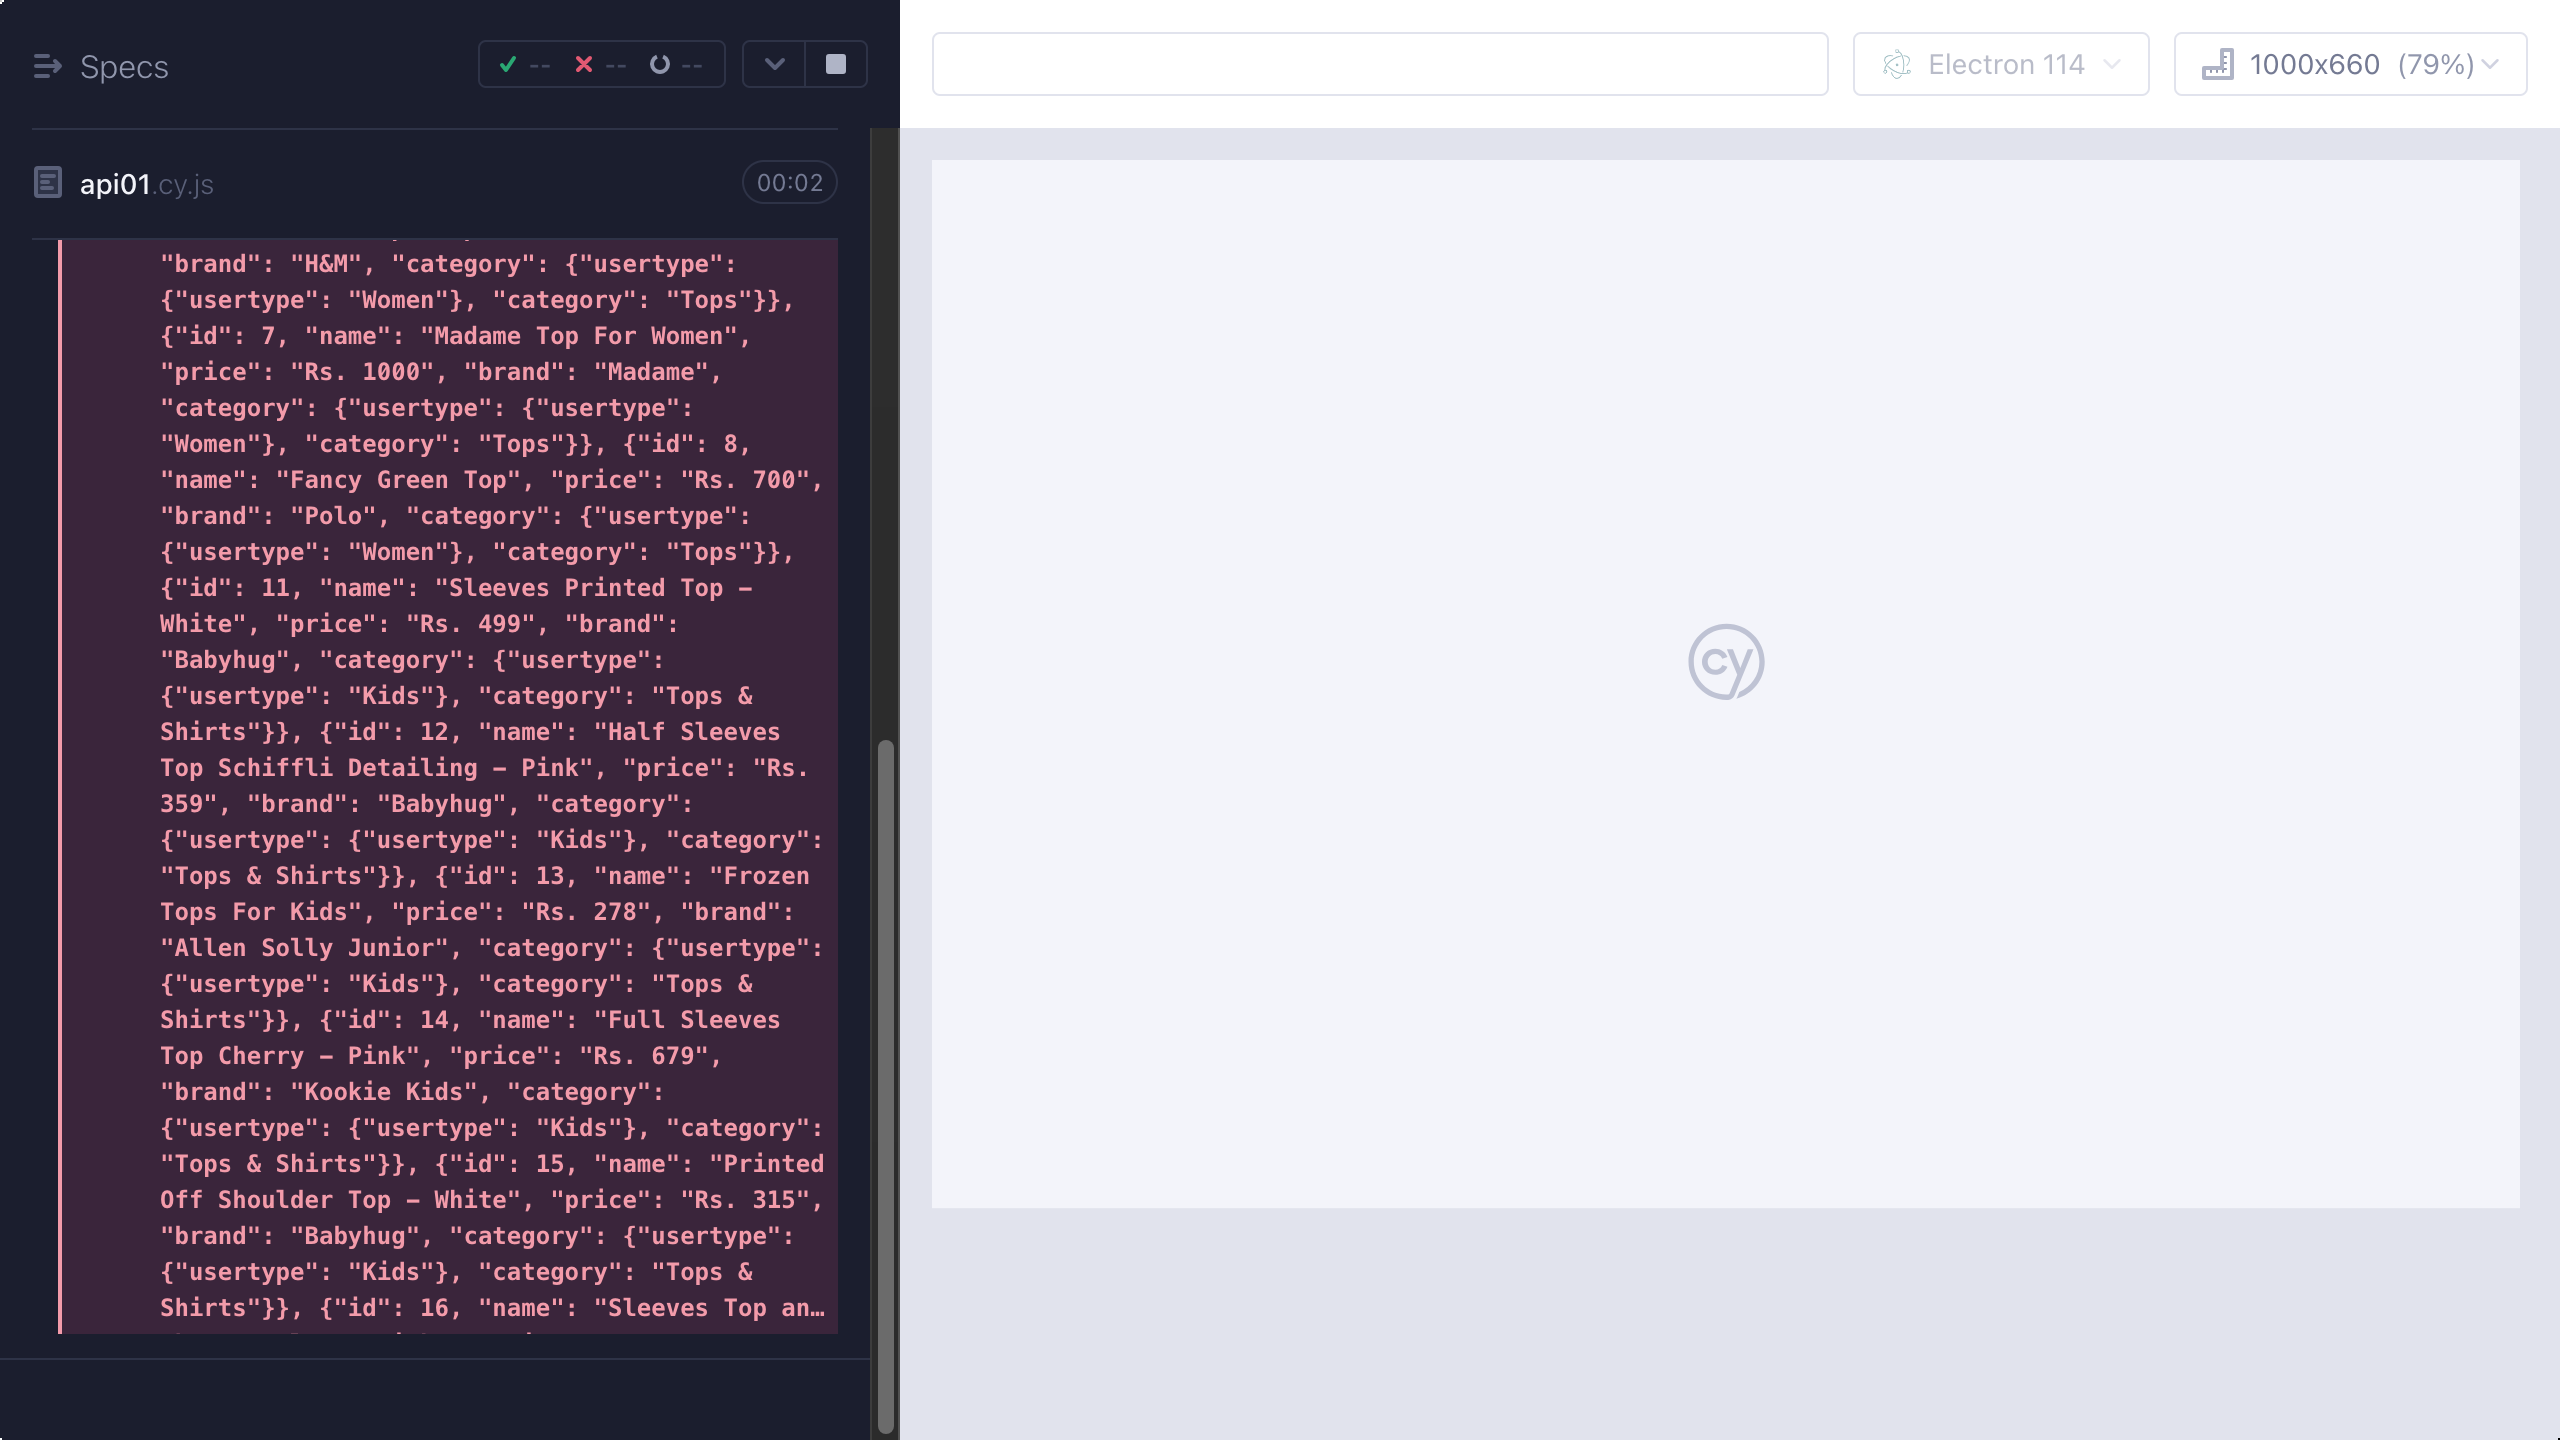 Specs
--
--
--
Electron 114
1000x660 (79%)
api01.cy.js
00:02
"brand": "H&M", "category": {"usertype":
{"usertype": "Women"}, "category": "Tops"}},
{"id": 7, "name": "Madame Top For Women",
"price": "Rs. 1000", "brand": "Madame",
"category": {"usertype": {"usertype":
"Women"}, "category": "Tops"}}, {"id": 8,
"name": "Fancy Green Top", "price": "Rs. 700",
"brand": "Polo", "category": {"usertype":
{"usertype": "Women"}, "category": "Tops"}},
{"id": 11, "name": "Sleeves Printed Top –
White", "price": "Rs. 499", "brand":
"Babyhug", "category": {"usertype":
{"usertype": "Kids"}, "category": "Tops &
Shirts"}}, {"id": 12, "name": "Half Sleeves
Top Schiffli Detailing – Pink", "price": "Rs.
359", "brand": "Babyhug", "category":
{"usertype": {"usertype": "Kids"}, "category":
"Tops & Shirts"}}, {"id": 13, "name": "Frozen
Tops For Kids", "price": "Rs. 278", "brand":
"Allen Solly Junior", "category": {"usertype":
{"usertype": "Kids"}, "category": "Tops &
Shirts"}}, {"id": 14, "name": "Full Sleeves
Top Cherry – Pink", "price": "Rs. 679",
"brand": "Kookie Kids", "category":
{"usertype": {"usertype": "Kids"}, "category":
"Tops & Shirts"}}, {"id": 15, "name": "Printed
Off Shoulder Top – White", "price": "Rs. 315",
"brand": "Babyhug", "category": {"usertype":
{"usertype": "Kids"}, "category": "Tops &
Shirts"}}, {"id": 16, "name": "Sleeves Top an…
cy